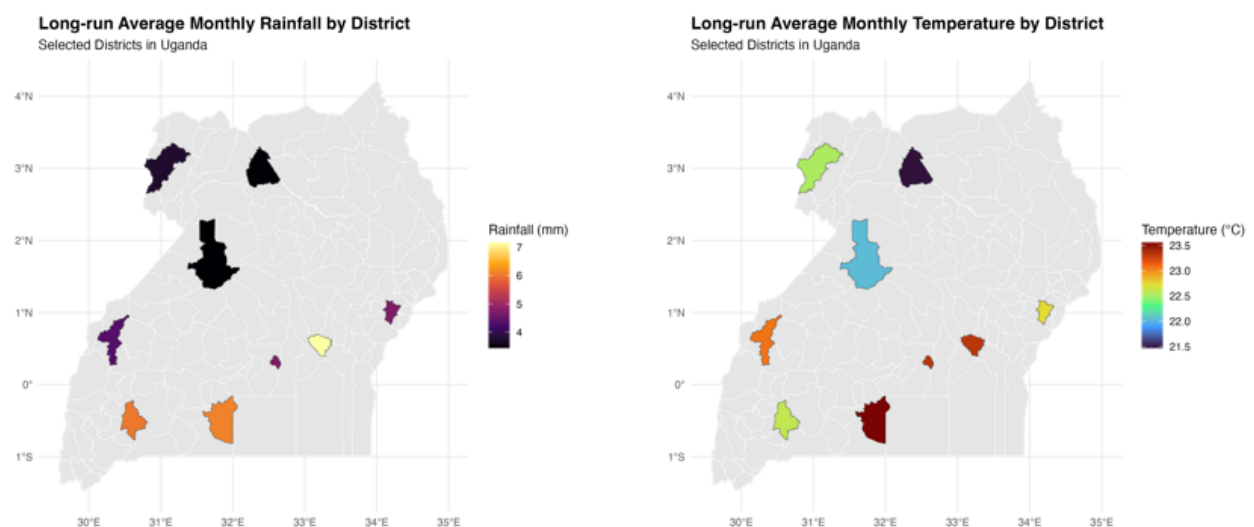 Long-run Average Monthly Rainfall by District
Selected Districts in Uganda
4°N
3°N
2°N
1°N
0°
1°S
30°E 31°E 32°E 33°E 34°E 35°E
Rainfall (mm)
7
6
5
4
Long-run Average Monthly Temperature by District
Selected Districts in Uganda
4°N
3°N
2°N
1°N
0°
1°S
30°E 31°E 32°E 33°E 34°E 35°E
Temperature (°C)
23.5
23.0
22.5
22.0
21.5